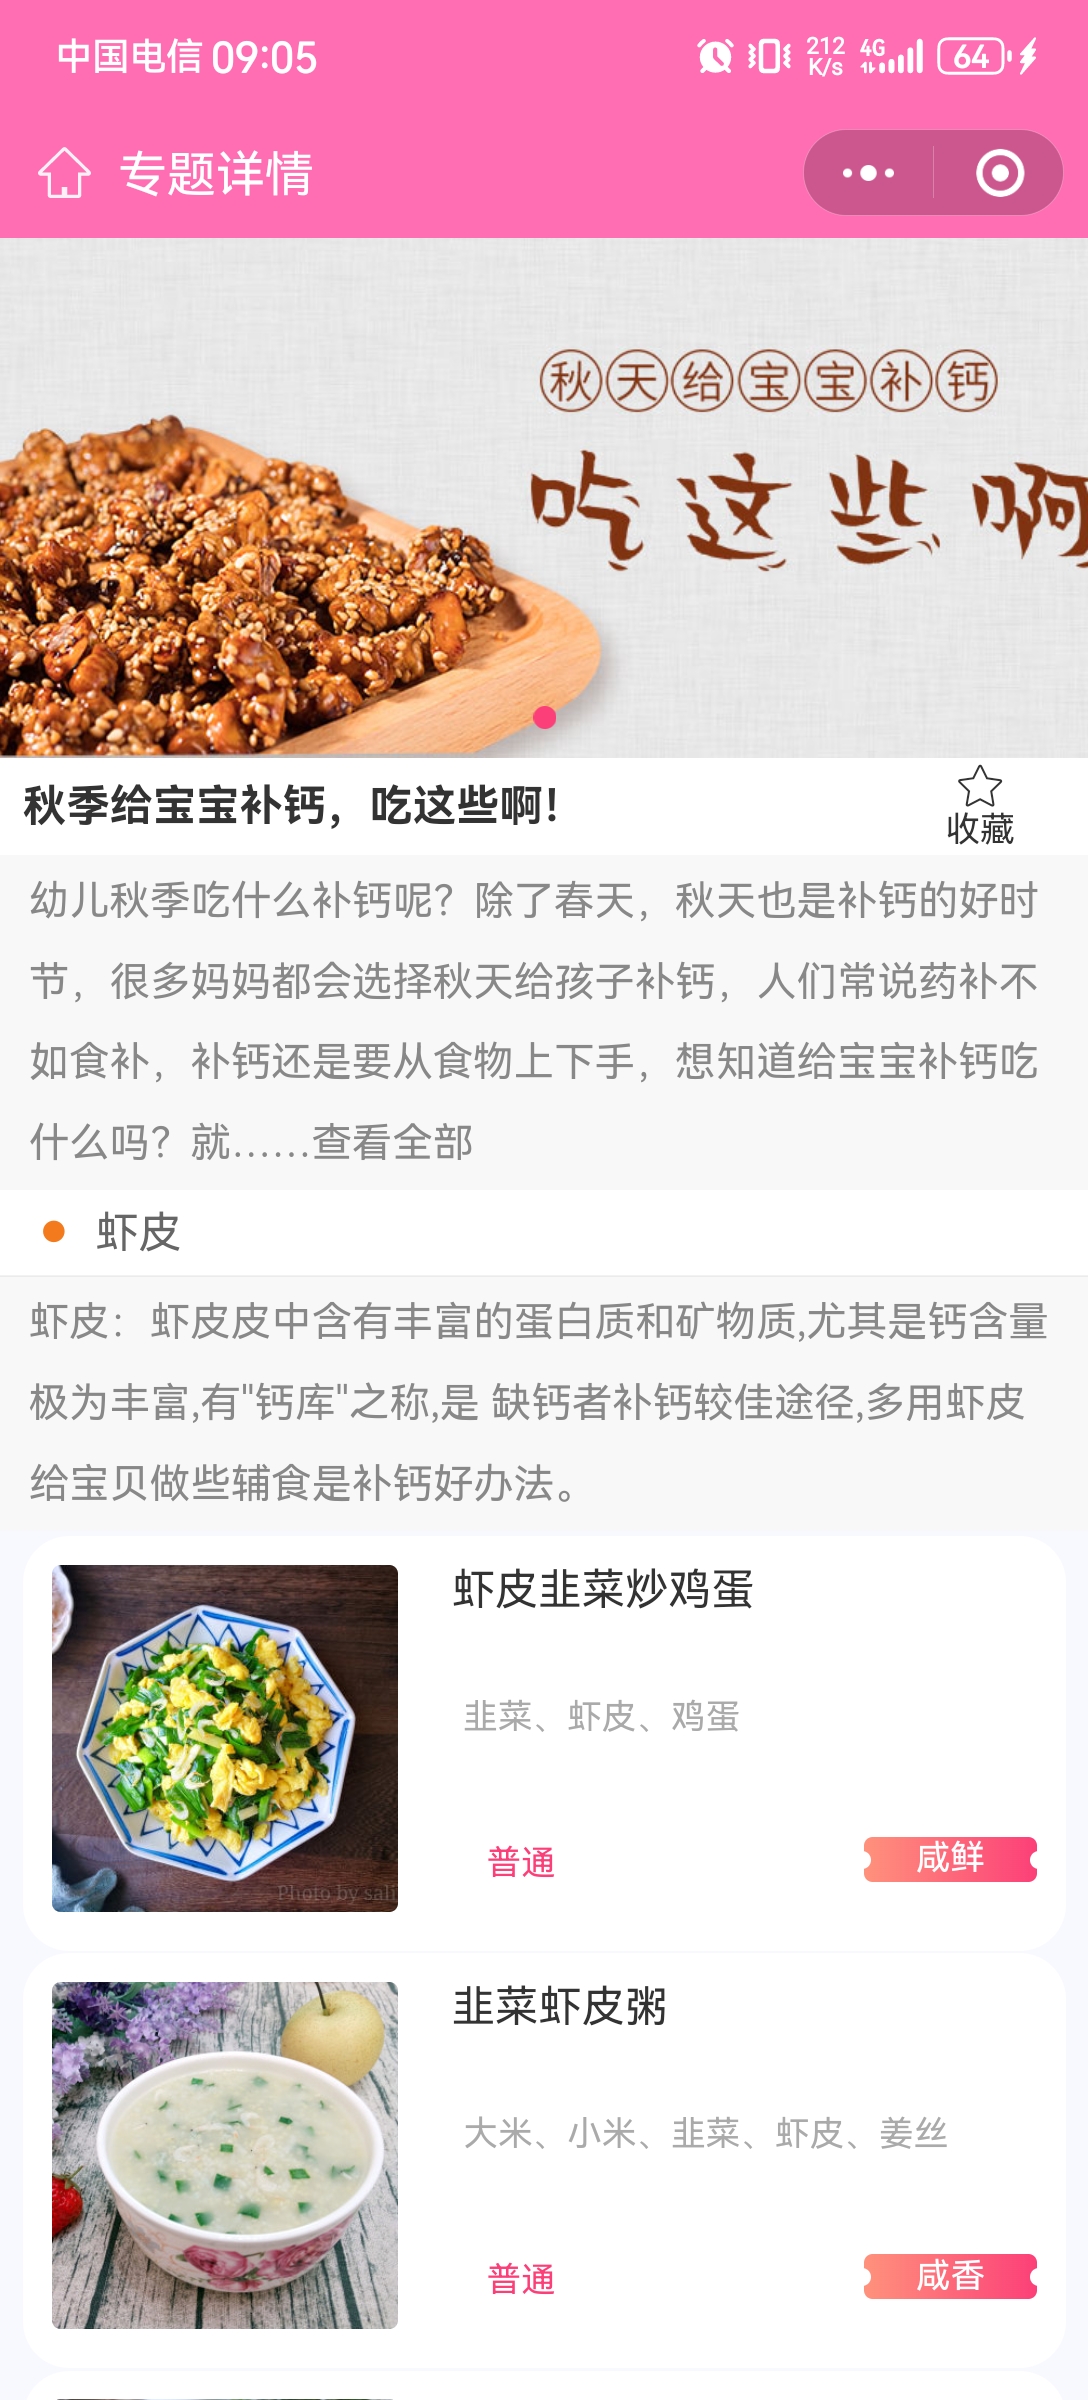 中国电信 09:05
212 K/s 4G 64
专题详情
秋天给宝宝补钙
吃这些啊
秋季给宝宝补钙，吃这些啊！
收藏
幼儿秋季吃什么补钙呢？除了春天，秋天也是补钙的好时
节，很多妈妈都会选择秋天给孩子补钙，人们常说药补不
如食补，补钙还是要从食物上下手，想知道给宝宝补钙吃
什么吗？就……查看全部
虾皮
虾皮：虾皮皮中含有丰富的蛋白质和矿物质,尤其是钙含量
极为丰富,有"钙库"之称,是 缺钙者补钙较佳途径,多用虾皮
给宝贝做些辅食是补钙好办法。
虾皮韭菜炒鸡蛋
韭菜、虾皮、鸡蛋
普通
咸鲜
Photo by sali
韭菜虾皮粥
大米、小米、韭菜、虾皮、姜丝
普通
咸香